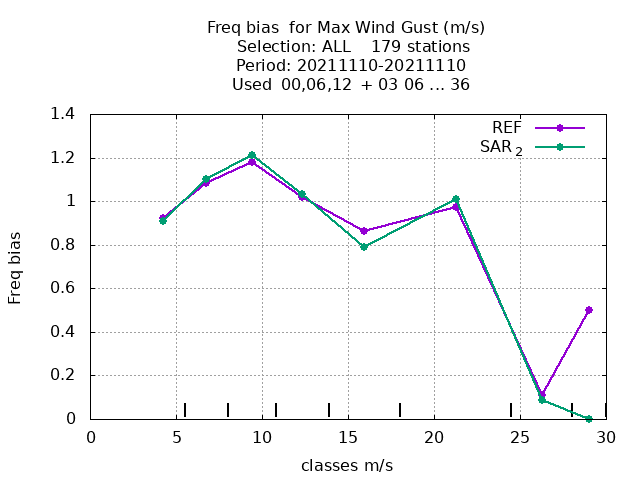 Freq bias  for Max Wind Gust (m/s)
Selection: ALL    179 stations
Period: 20211110-20211110
Used  00,06,12  + 03 06 ... 36
REF
SAR 2
1.4
1.2
1
0.8
0.6
0.4
0.2
0
0 5 10 15 20 25 30
Freq bias
classes m/s